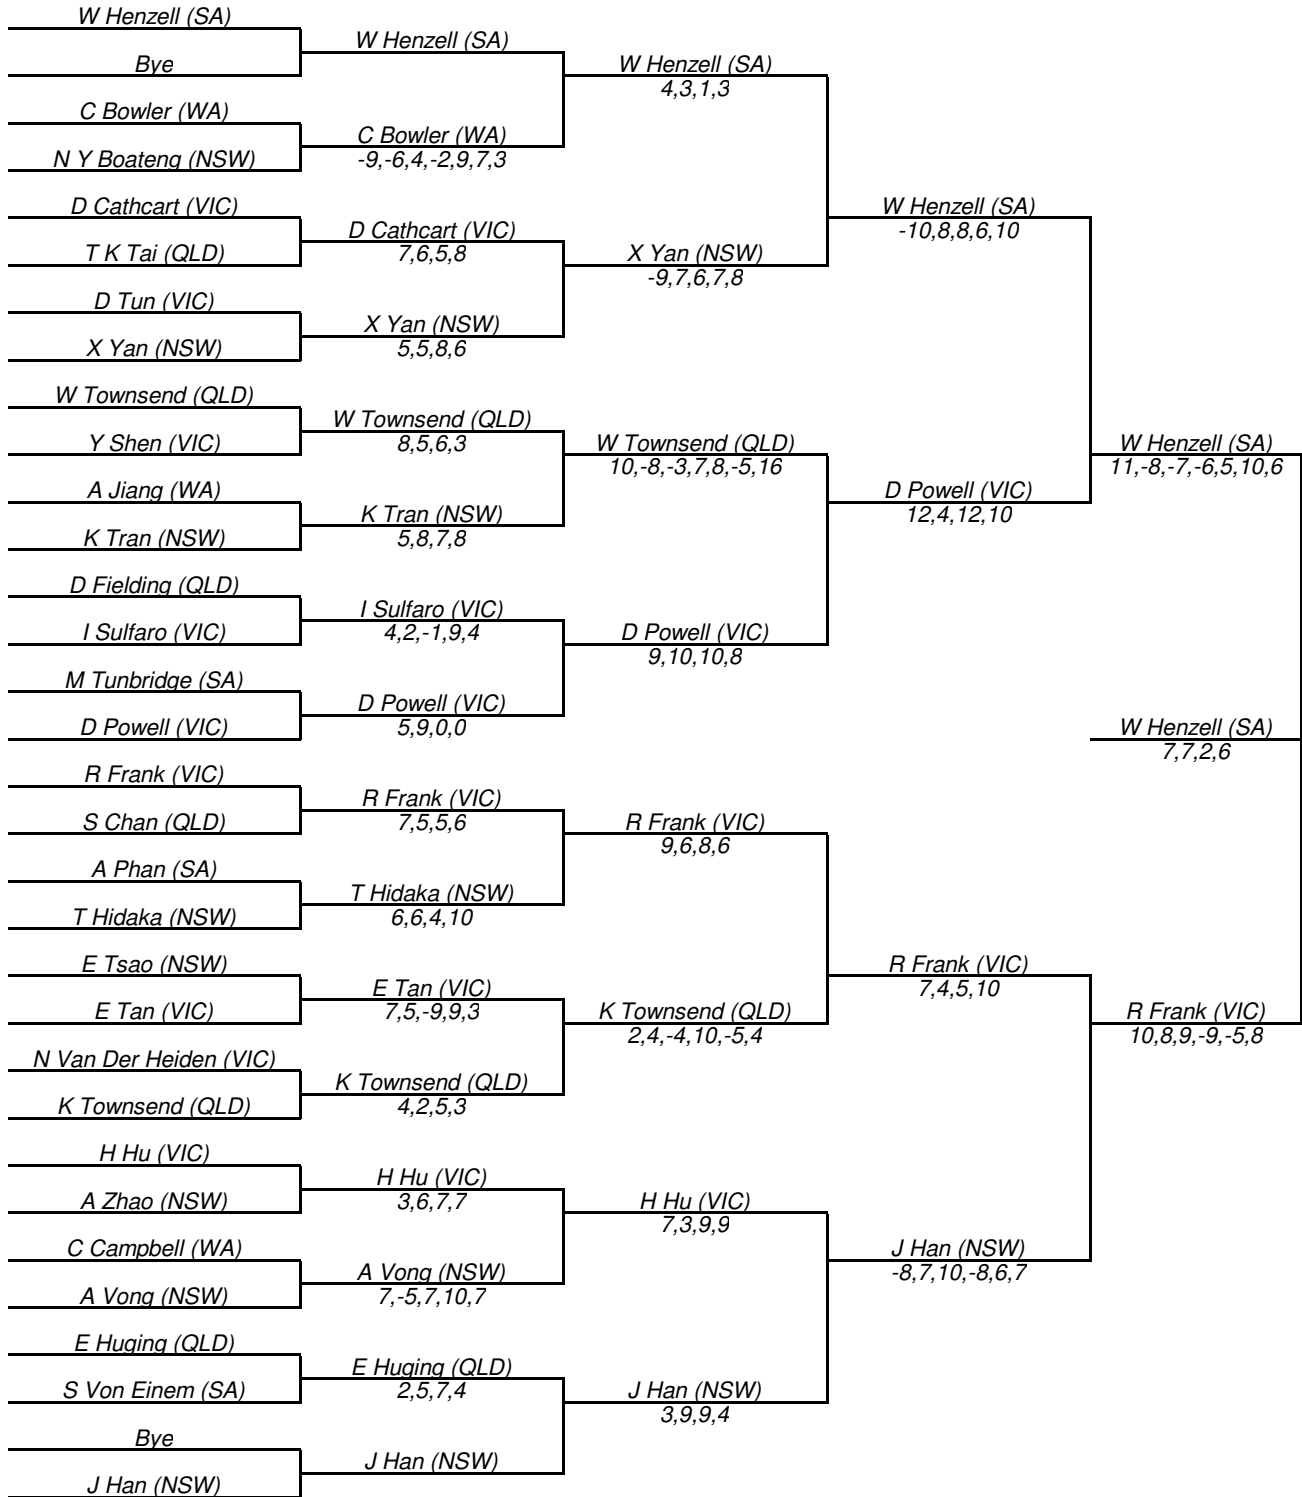 W Henzell (SA)
Bye
C Bowler (WA)
N Y Boateng (NSW)
D Cathcart (VIC)
T K Tai (QLD)
D Tun (VIC)
X Yan (NSW)
W Townsend (QLD)
Y Shen (VIC)
A Jiang (WA)
K Tran (NSW)
D Fielding (QLD)
I Sulfaro (VIC)
M Tunbridge (SA)
D Powell (VIC)
R Frank (VIC)
S Chan (QLD)
A Phan (SA)
T Hidaka (NSW)
E Tsao (NSW)
E Tan (VIC)
N Van Der Heiden (VIC)
K Townsend (QLD)
H Hu (VIC)
A Zhao (NSW)
C Campbell (WA)
A Vong (NSW)
E Huging (QLD)
S Von Einem (SA)
Bye
J Han (NSW)
W Henzell (SA)
C Bowler (WA)
-9,-6,4,-2,9,7,3
D Cathcart (VIC)
7,6,5,8
X Yan (NSW)
5,5,8,6
W Townsend (QLD)
8,5,6,3
K Tran (NSW)
5,8,7,8
I Sulfaro (VIC)
4,2,-1,9,4
D Powell (VIC)
5,9,0,0
R Frank (VIC)
7,5,5,6
T Hidaka (NSW)
6,6,4,10
E Tan (VIC)
7,5,-9,9,3
K Townsend (QLD)
4,2,5,3
H Hu (VIC)
3,6,7,7
A Vong (NSW)
7,-5,7,10,7
E Huging (QLD)
2,5,7,4
J Han (NSW)
W Henzell (SA)
4,3,1,3
X Yan (NSW)
-9,7,6,7,8
W Townsend (QLD)
10,-8,-3,7,8,-5,16
D Powell (VIC)
9,10,10,8
R Frank (VIC)
9,6,8,6
K Townsend (QLD)
2,4,-4,10,-5,4
H Hu (VIC)
7,3,9,9
J Han (NSW)
3,9,9,4
W Henzell (SA)
-10,8,8,6,10
D Powell (VIC)
12,4,12,10
R Frank (VIC)
7,4,5,10
J Han (NSW)
-8,7,10,-8,6,7
W Henzell (SA)
11,-8,-7,-6,5,10,6
W Henzell (SA)
7,7,2,6
R Frank (VIC)
10,8,9,-9,-5,8